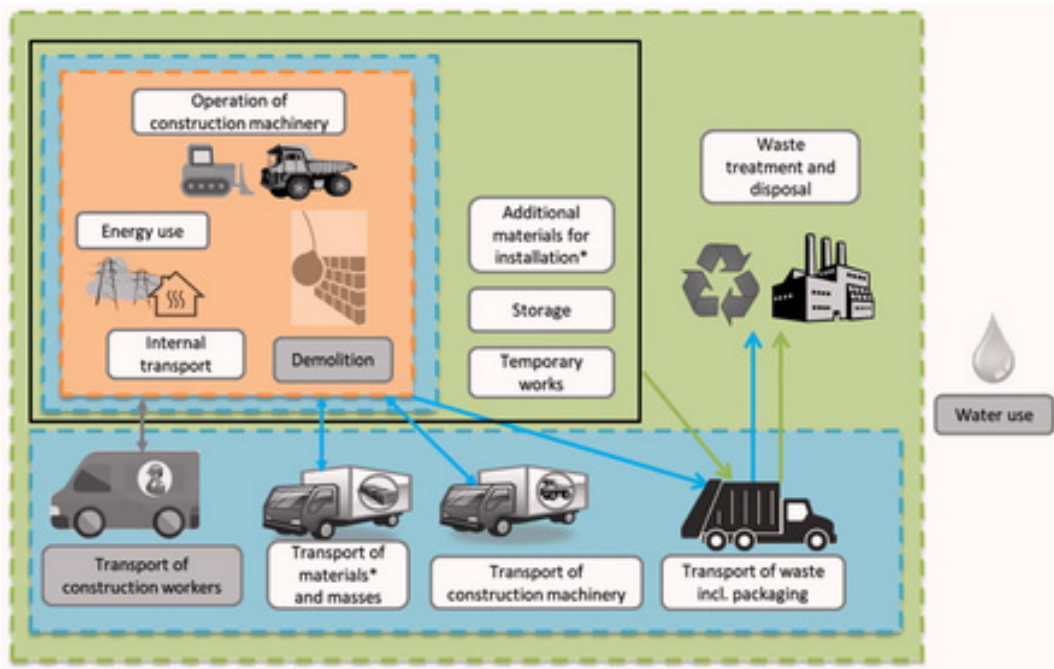 Operation of
construction machinery
Energy use
Internal
transport
Demolition
Additional
materials for
installation*
Storage
Temporary
works
Waste
treatment and
disposal
Water use
Transport of
construction workers
Transport of
materials*
and masses
Transport of
construction machinery
Transport of waste
incl. packaging